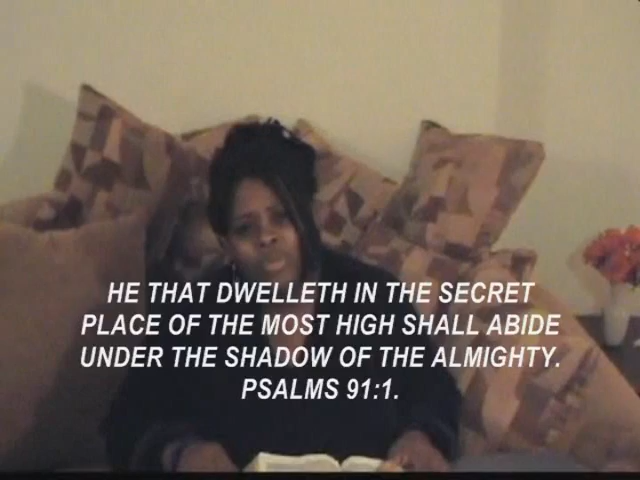 HE THAT DWELLETH IN THE SECRET
PLACE OF THE MOST HIGH SHALL ABIDE
UNDER THE SHADOW OF THE ALMIGHTY.
PSALMS 91:1.